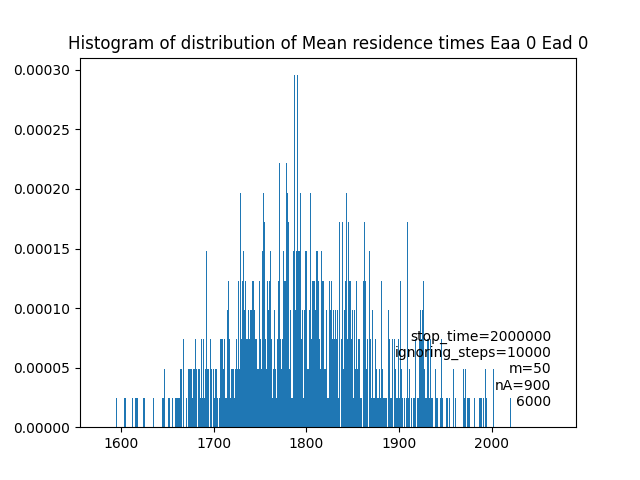 Histogram of distribution of Mean residence times Eaa 0 Ead 0
0.00030
0.00025
0.00020
0.00015
0.00010
0.00005
0.00000
stop_time=2000000
ignoring_steps=10000
m=50
nA=900
6000
1600 1700 1800 1900 2000